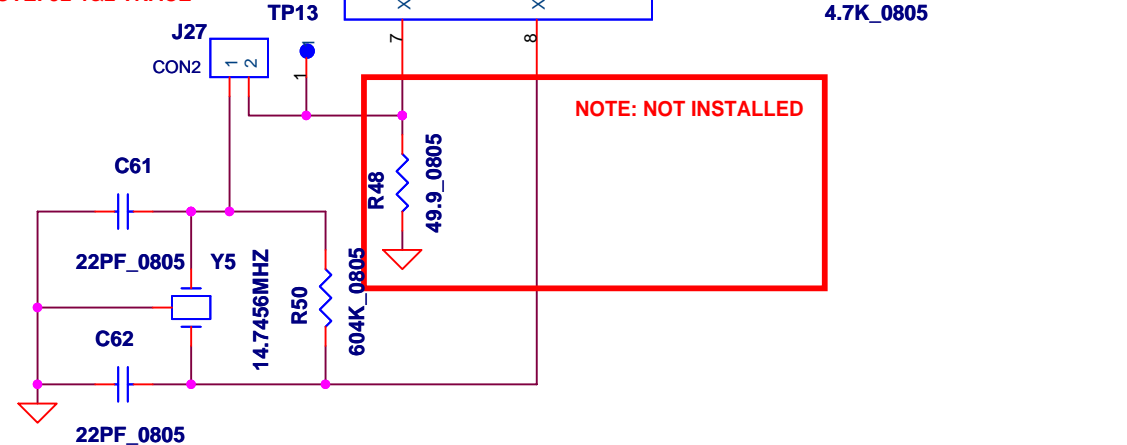 TP13
4.7K_0805
J27
CON2
1
2
1
7
8
X
X
NOTE: NOT INSTALLED
C61
R48
49.9_0805
22PF_0805
Y5
14.7456MHZ
R50
604K_0805
C62
22PF_0805